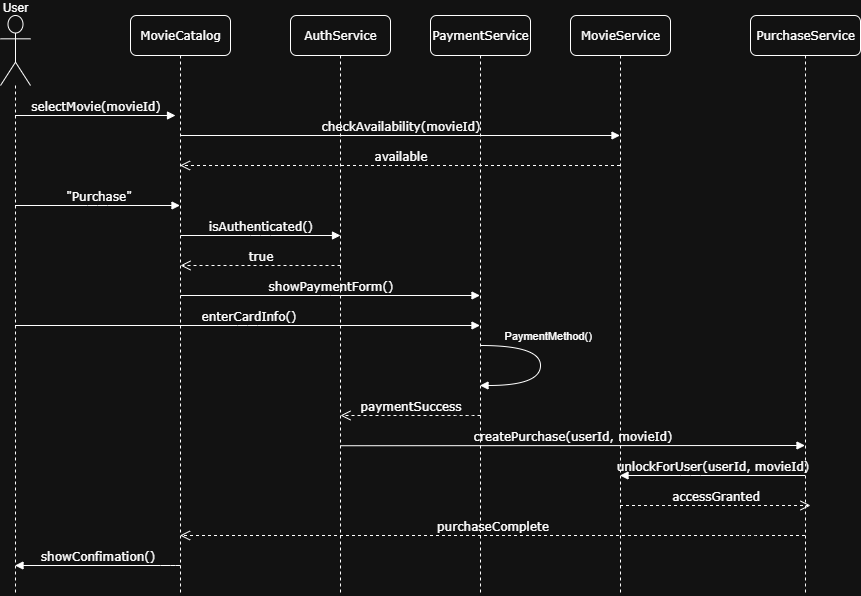 User
MovieCatalog
AuthService
PaymentService
MovieService
PurchaseService
selectMovie(movieId)
checkAvailability(movieId)
available
"Purchase"
isAuthenticated()
true
showPaymentForm()
enterCardInfo()
PaymentMethod()
paymentSuccess
createPurchase(userId, movieId)
unlockForUser(userId, movieId)
accessGranted
purchaseComplete
showConfimation()